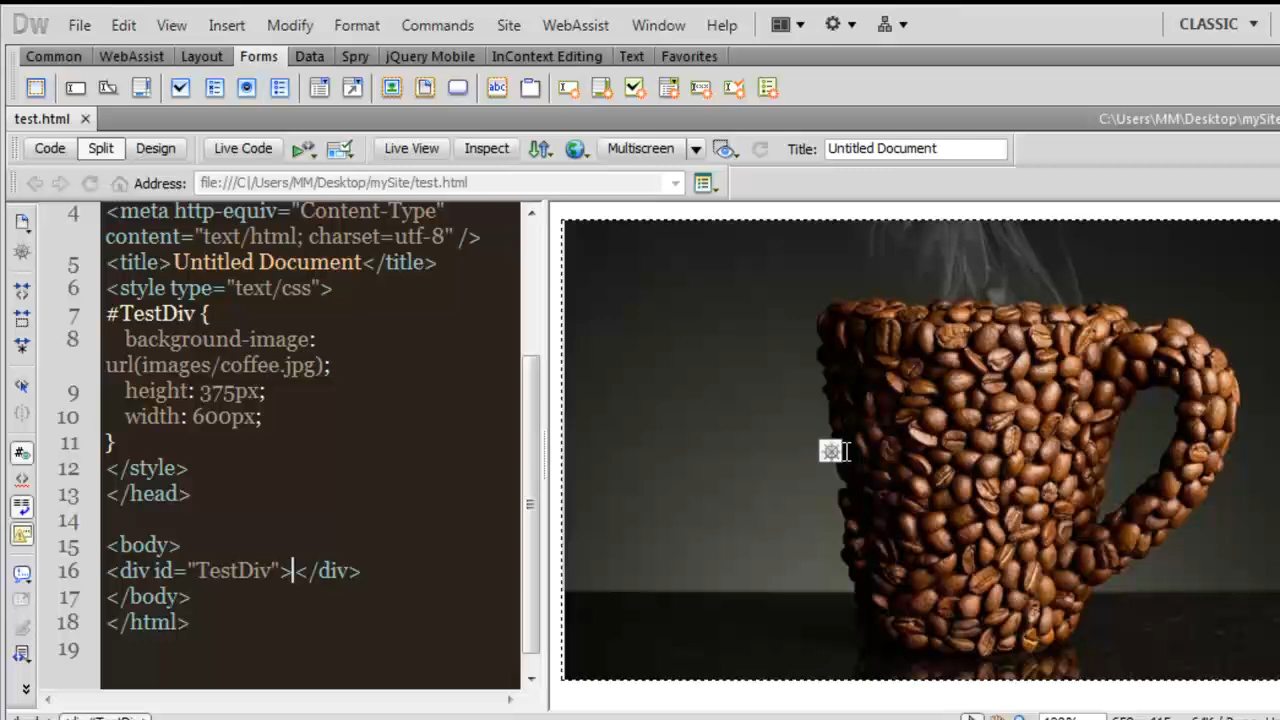 Dw File Edit View Insert Modify Format Commands Site WebAssist Window Help CLASSIC
Common WebAssist Layout Forms Data Spry jQuery Mobile InContext Editing Text Favorites
abc
test.html C:\Users\MM\Desktop\mySite
Code Split Design Live Code Live View Inspect Multiscreen Title: Untitled Document
Address: file:///C|/Users/MM/Desktop/mySite/test.html
4 <meta http-equiv="Content-Type"
content="text/html; charset=utf-8" />
5 <title>Untitled Document</title>
6 <style type="text/css">
7 #TestDiv {
8 background-image:
url(images/coffee.jpg);
9 height: 375px;
10 width: 600px;
11 }
12 </style>
13 </head>
14
15 <body>
16 <div id="TestDiv"></div>
17 </body>
18 </html>
19